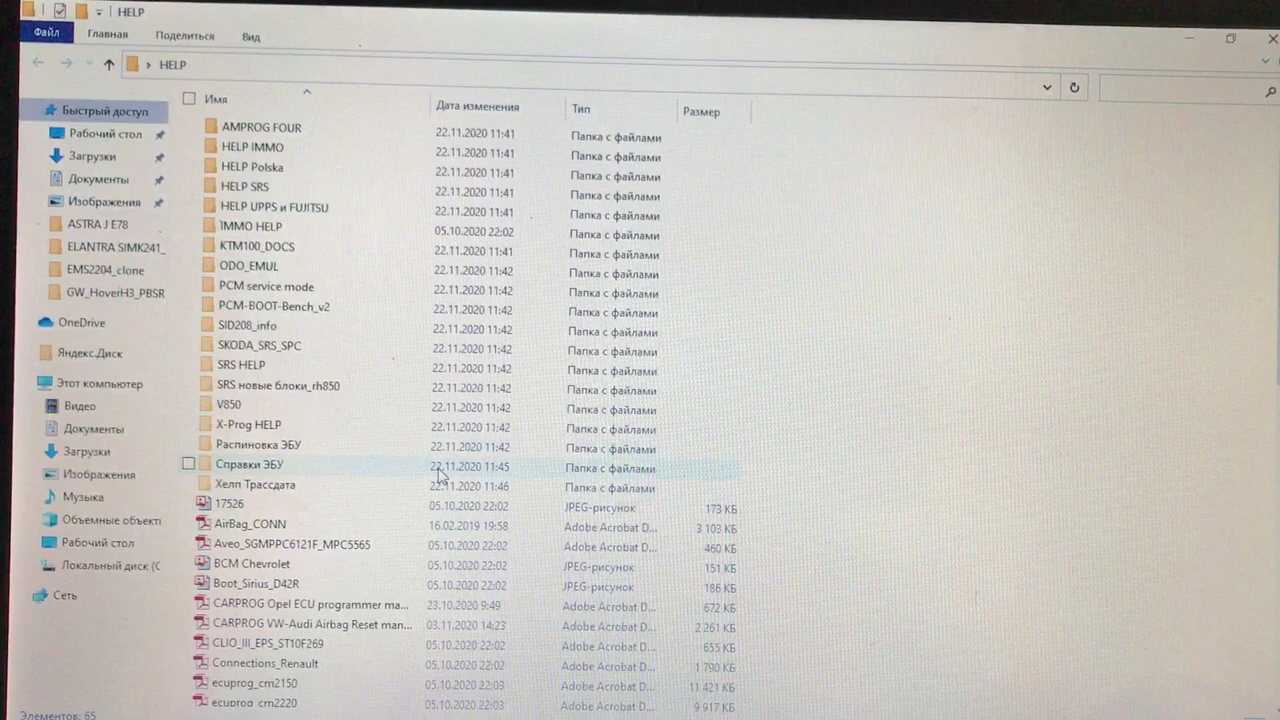 HELP
Файл Главная Поделиться Вид
HELP
Имя Дата изменения Тип Размер
Быстрый доступ
Рабочий стол
Загрузки
Документы
Изображения
ASTRA J E78
ELANTRA SIMK241_
EMS2204_clone
GW_HoverH3_PBSR
OneDrive
Яндекс.Диск
Этот компьютер
Видео
Документы
Загрузки
Изображения
Музыка
Объемные объекті
Рабочий стол
Локальный диск (С
Сеть
AMPROG FOUR 22.11.2020 11:41 Папка с файлами
HELP IMMO 22.11.2020 11:41 Папка с файлами
HELP Polska 22.11.2020 11:41 Папка с файлами
HELP SRS 22.11.2020 11:41 Папка с файлами
HELP UPPS и FUJITSU 22.11.2020 11:41 Папка с файлами
IMMO HELP 05.10.2020 22:02 Папка с файлами
KTM100_DOCS 22.11.2020 11:41 Папка с файлами
ODO_EMUL 22.11.2020 11:42 Папка с файлами
PCM service mode 22.11.2020 11:42 Папка с файлами
PCM-BOOT-Bench_v2 22.11.2020 11:42 Папка с файлами
SID208_info 22.11.2020 11:42 Папка с файлами
SKODA_SRS_SPC 22.11.2020 11:42 Папка с файлами
SRS HELP 22.11.2020 11:42 Папка с файлами
SRS новые блоки_rh850 22.11.2020 11:42 Папка с файлами
V850 22.11.2020 11:42 Папка с файлами
X-Prog HELP 22.11.2020 11:42 Папка с файлами
Распиновка ЭБУ 22.11.2020 11:42 Папка с файлами
Справки ЭБУ 22.11.2020 11:45 Папка с файлами
Хелп Трассдата 22.11.2020 11:46 Папка с файлами
17526 05.10.2020 22:02 JPEG-рисунок 173 КБ
AirBag_CONN 16.02.2019 19:58 Adobe Acrobat D... 3 103 КБ
Aveo_SGMPPC6121F_MPC5565 05.10.2020 22:02 Adobe Acrobat D... 460 КБ
BCM Chevrolet 05.10.2020 22:02 JPEG-рисунок 151 КБ
Boot_Sirius_D42R 05.10.2020 22:02 JPEG-рисунок 186 КБ
CARPROG Opel ECU programmer ma... 23.10.2020 9:49 Adobe Acrobat D... 672 КБ
CARPROG VW-Audi Airbag Reset man... 03.11.2020 14:23 Adobe Acrobat D... 2 261 КБ
CLIO_III_EPS_ST10F269 05.10.2020 22:02 Adobe Acrobat D... 655 КБ
Connections_Renault 05.10.2020 22:02 Adobe Acrobat D... 1 790 КБ
ecuprog_cm2150 05.10.2020 22:03 Adobe Acrobat D... 11 421 КБ
ecuprog_cm2220 05.10.2020 22:03 Adobe Acrobat D... 9 917 КБ
Элементов: 65